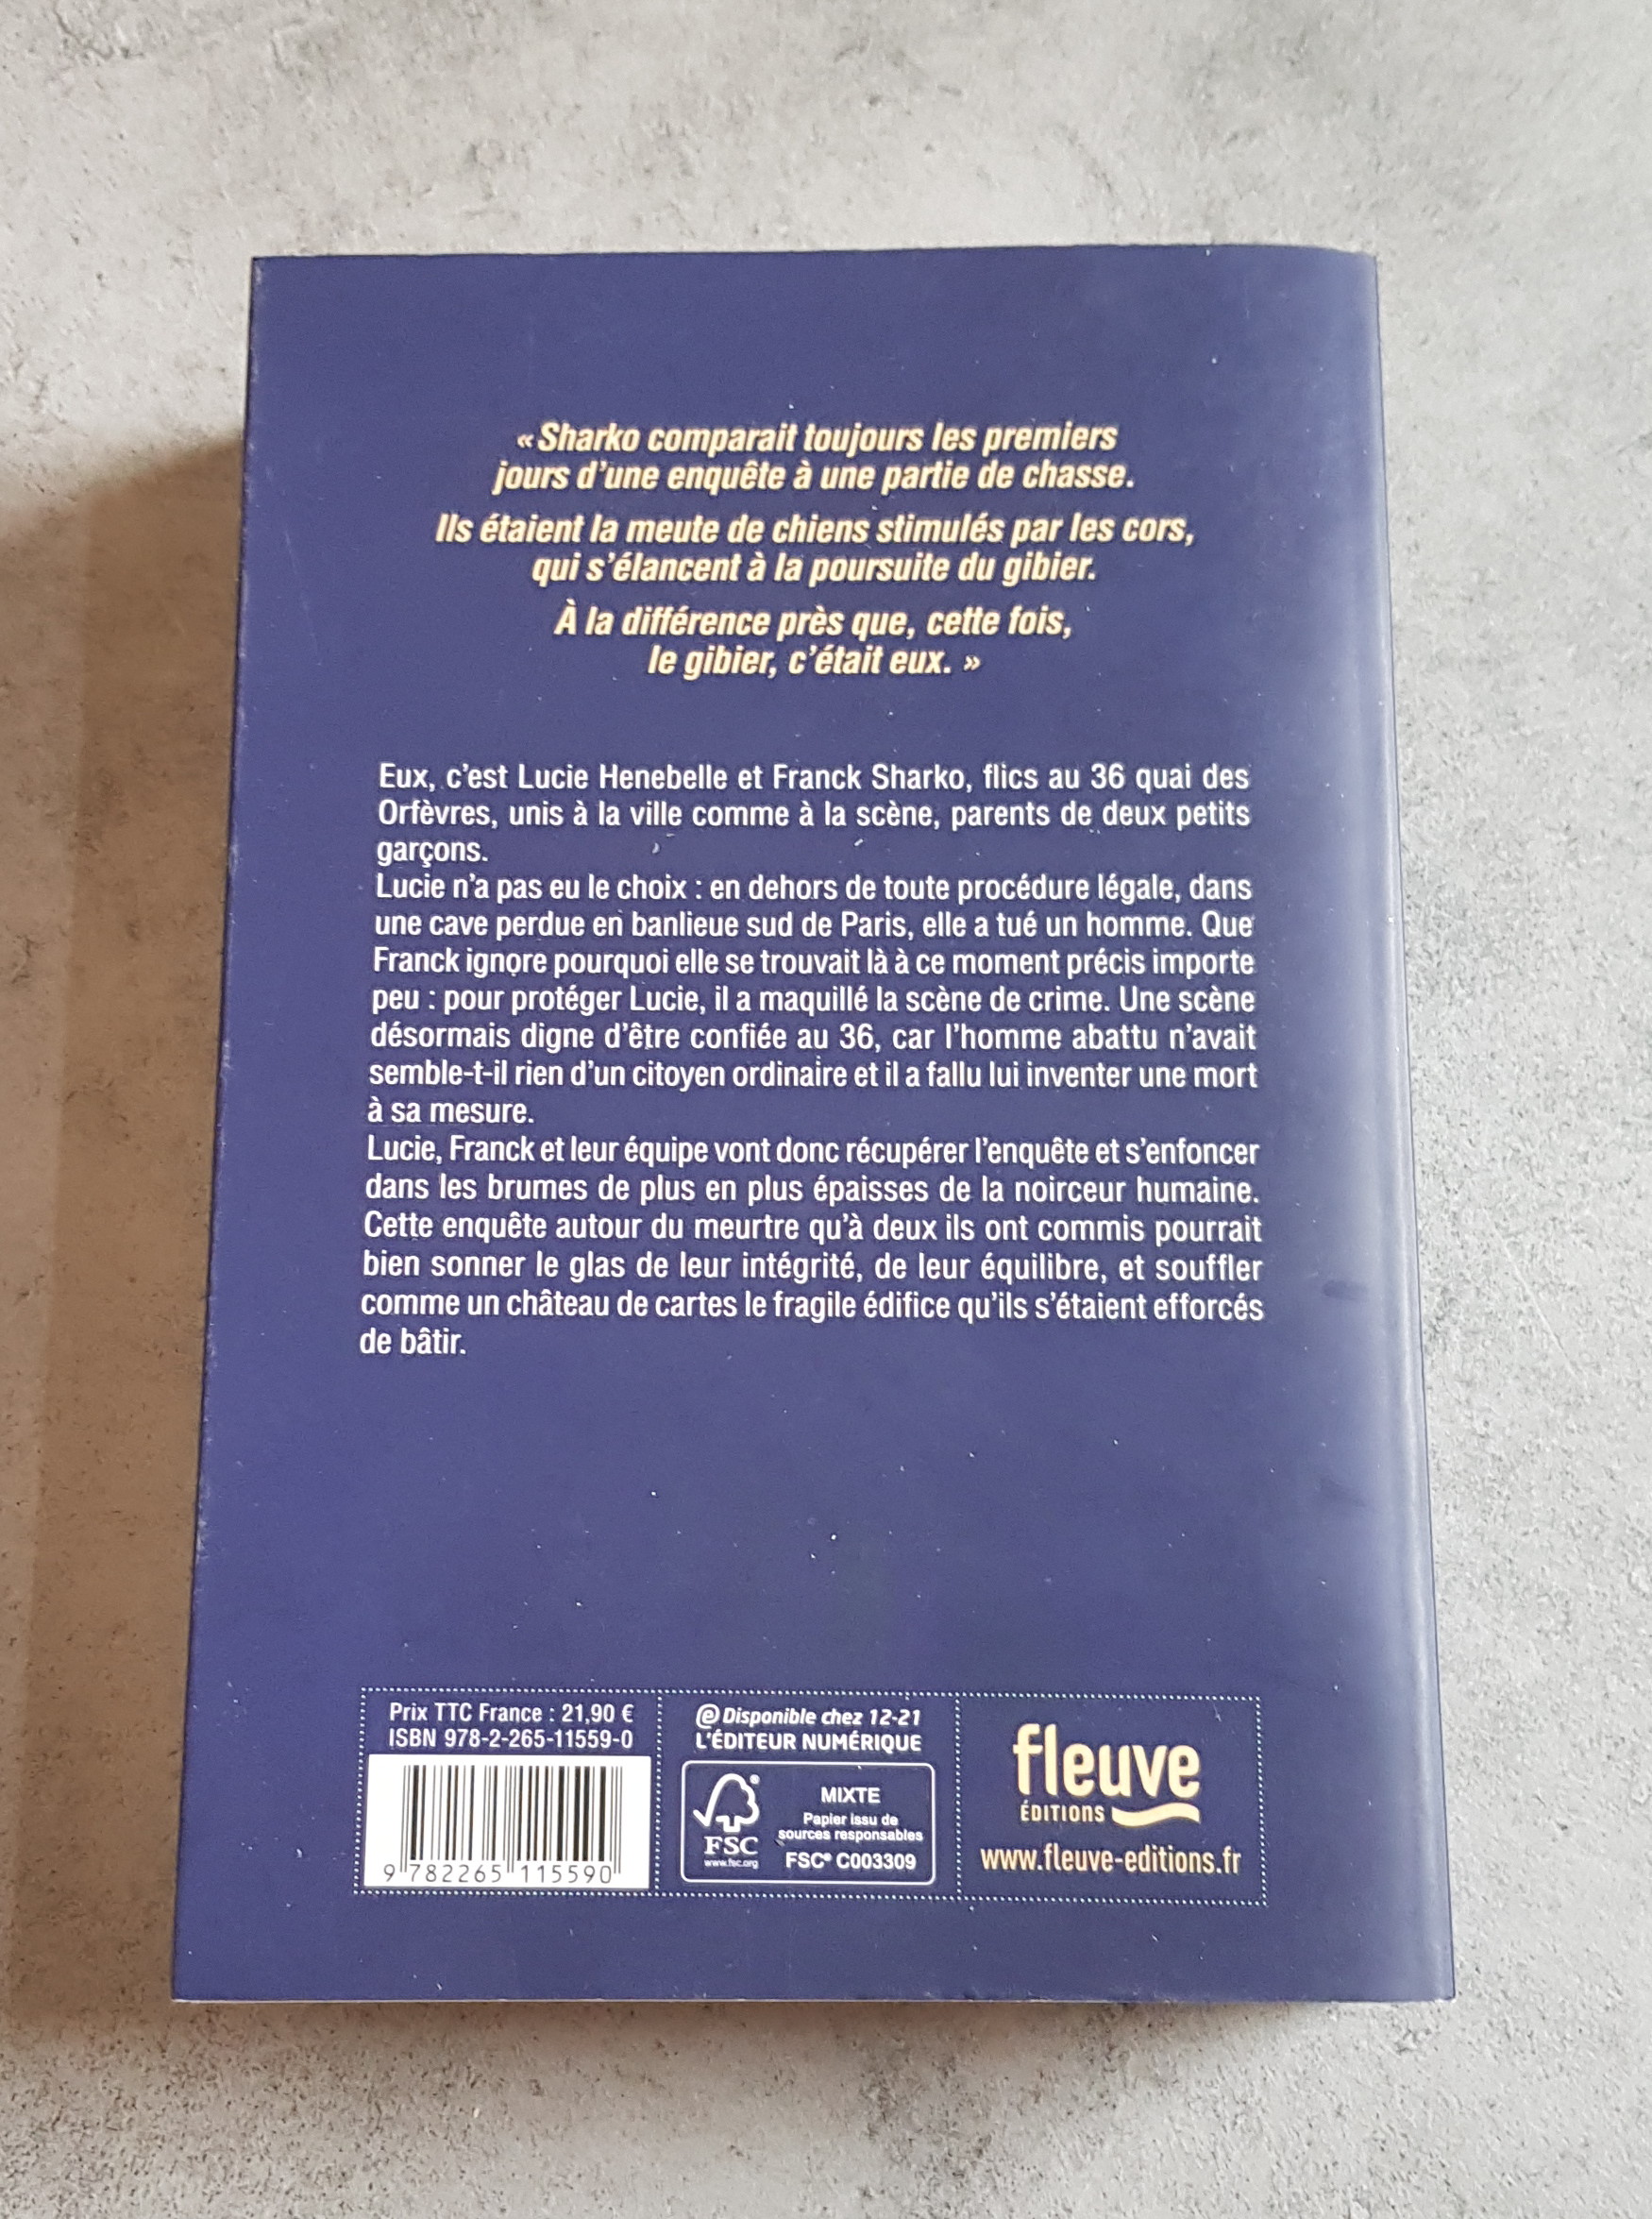 « Sharko comparait toujours les premiers
jours d'une enquête à une partie de chasse.
Ils étaient la meute de chiens stimulés par les cors,
qui s'élancent à la poursuite du gibier.
À la différence près que, cette fois,
le gibier, c'était eux. »
Eux, c'est Lucie Henebelle et Franck Sharko, flics au 36 quai des
Orfèvres, unis à la ville comme à la scène, parents de deux petits
garçons.
Lucie n'a pas eu le choix : en dehors de toute procédure légale, dans
une cave perdue en banlieue sud de Paris, elle a tué un homme. Que
Franck ignore pourquoi elle se trouvait là à ce moment précis importe
peu : pour protéger Lucie, il a maquillé la scène de crime. Une scène
désormais digne d'être confiée au 36, car l'homme abattu n'avait
semble-t-il rien d'un citoyen ordinaire et il a fallu lui inventer une mort
à sa mesure.
Lucie, Franck et leur équipe vont donc récupérer l'enquête et s'enfoncer
dans les brumes de plus en plus épaisses de la noirceur humaine.
Cette enquête autour du meurtre qu'à deux ils ont commis pourrait
bien sonner le glas de leur intégrité, de leur équilibre, et souffler
comme un château de cartes le fragile édifice qu'ils s'étaient efforcés
de bâtir.
Prix TTC France : 21,90 €
ISBN 978-2-265-11559-0
9 782265 115590
@ Disponible chez 12-21
L'ÉDITEUR NUMÉRIQUE
FSC®
www.fsc.org
MIXTE
Papier issu de
sources responsables
FSC® C003309
fleuve
ÉDITIONS
www.fleuve-editions.fr